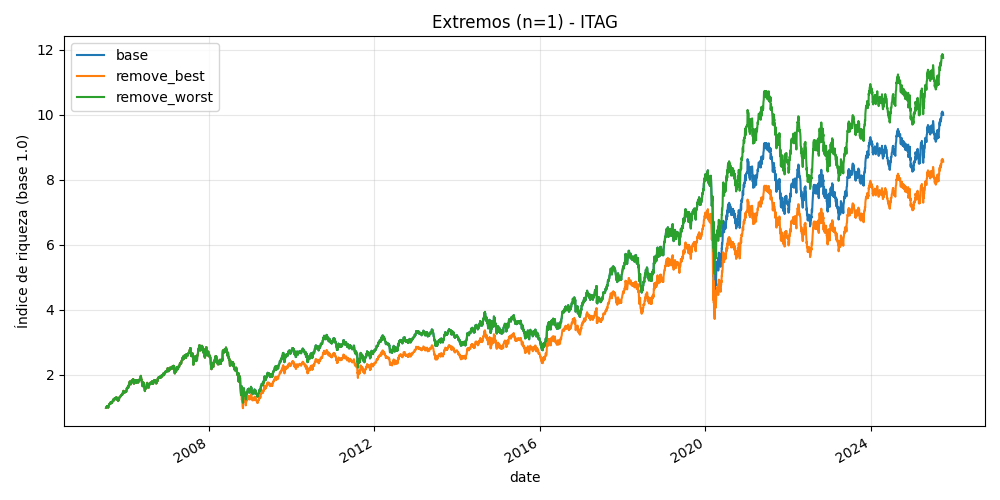 Extremos (n=1) - ITAG
base
remove_best
remove_worst
índice de riqueza (base 1.0)
12
10
8
6
4
2
2008
2012
2016
2020
2024
date